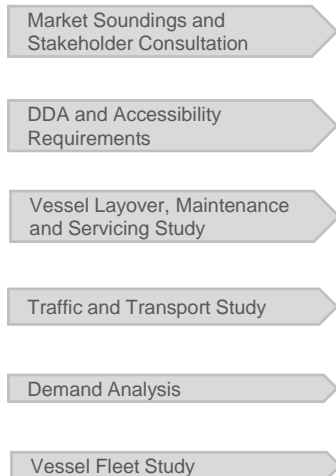 Market Soundings and
Stakeholder Consultation
DDA and Accessibility
Requirements
Vessel Layover, Maintenance
and Servicing Study
Traffic and Transport Study
Demand Analysis
Vessel Fleet Study